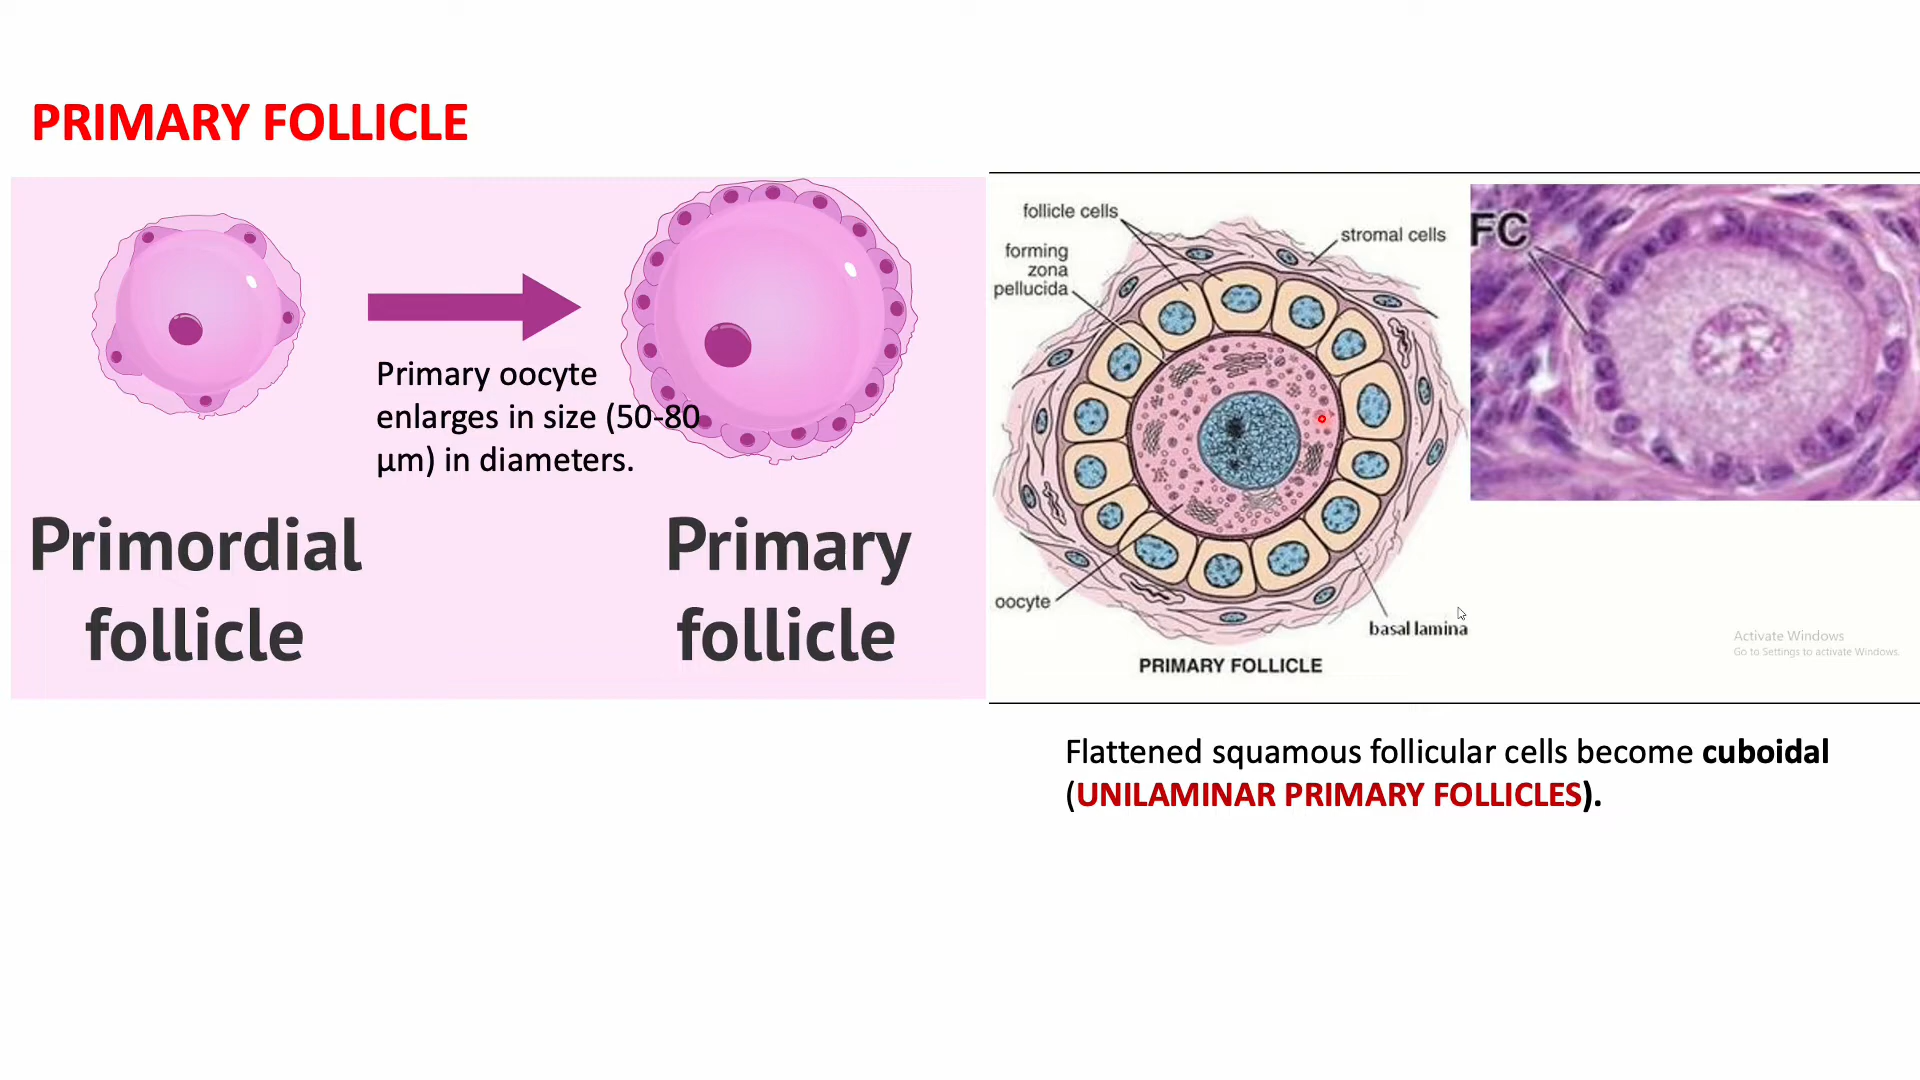 PRIMARY FOLLICLE
Primary oocyte
enlarges in size (50-80
µm) in diameters.
Primordial
follicle
Primary
follicle
follicle cells
stromal cells
forming
zona
pellucida
oocyte
basal lamina
PRIMARY FOLLICLE
FC
Activate Windows
Go to Settings to activate Windows.
Flattened squamous follicular cells become cuboidal
(UNILAMINAR PRIMARY FOLLICLES).